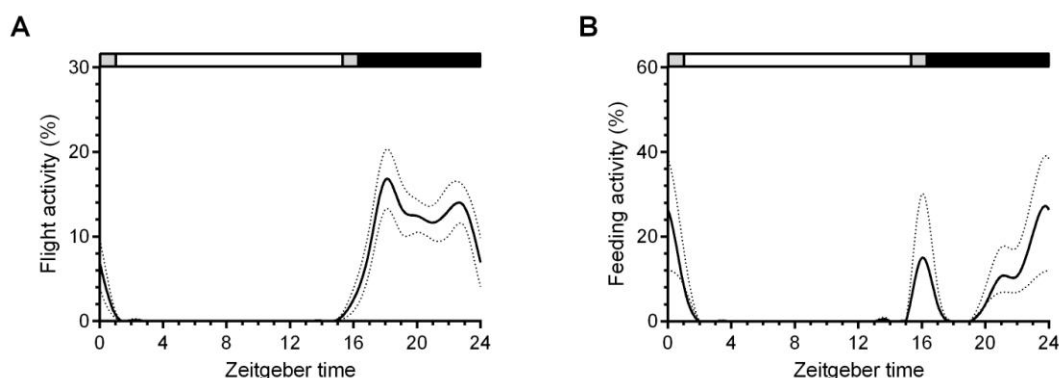 A
Flight activity (%)
30
20
10
0
0 4 8 12 16 20 24
Zeitgeber time
B
Feeding activity (%)
60
40
20
0
0 4 8 12 16 20 24
Zeitgeber time